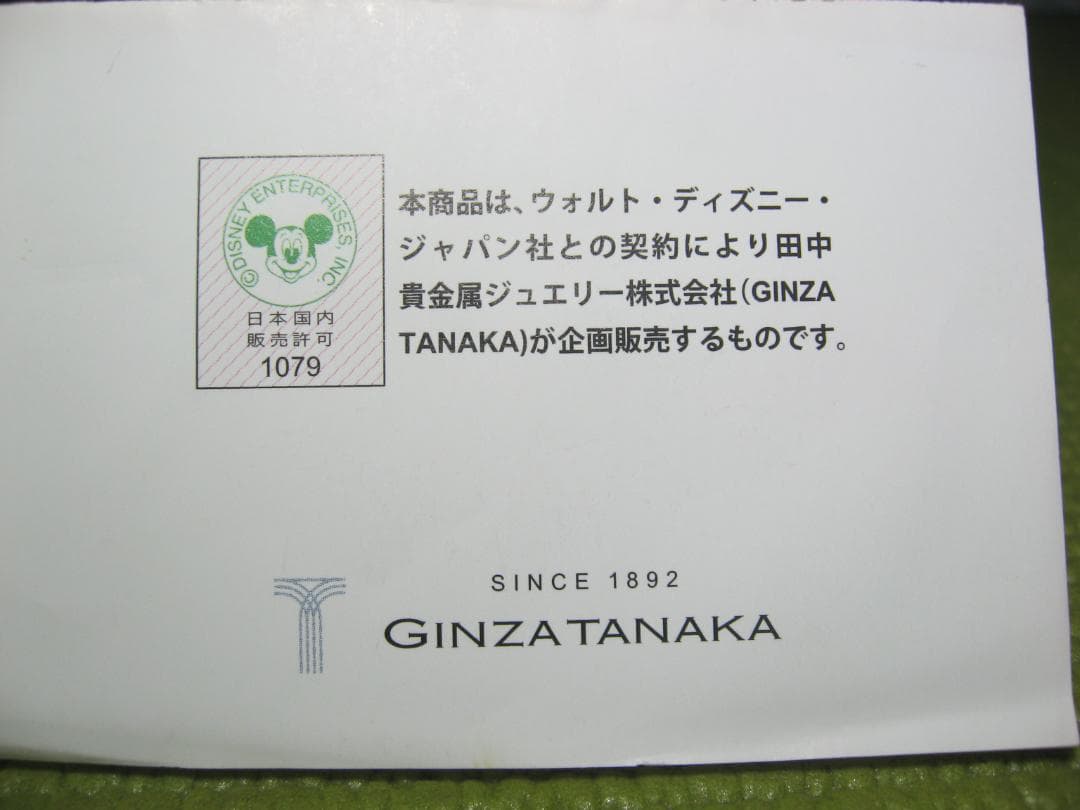 ©DISNEY ENTERPRISES INC.
日本国内
販売許可
1079
本商品は、ウォルト・ディズニー・
ジャパン社との契約により田中
貴金属ジュエリー株式会社(GINZA
TANAKA)が企画販売するものです。
SINCE 1892
GINZA TANAKA